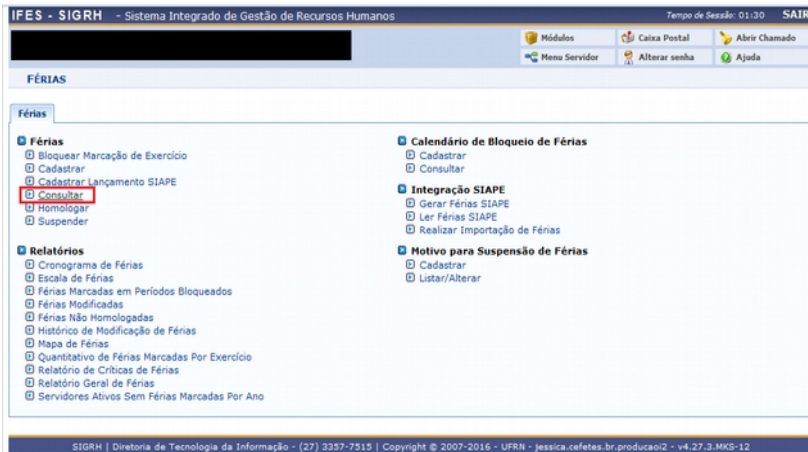 IFES - SIGRH - Sistema Integrado de Gestão de Recursos Humanos
Tempo de Sessão: 01:30 SAIR
Módulos
Caixa Postal
Abrir Chamado
Menu Servidor
Alterar senha
Ajuda
FÉRIAS
Férias
Férias
Bloquear Marcação de Exercício
Cadastrar
Cadastrar Lançamento SIAPE
Consultar
Homologar
Suspender
Relatórios
Cronograma de Férias
Escala de Férias
Férias Marcadas em Períodos Bloqueados
Férias Modificadas
Férias Não Homologadas
Histórico de Modificação de Férias
Mapa de Férias
Quantitativo de Férias Marcadas Por Exercício
Relatório de Críticas de Férias
Relatório Geral de Férias
Servidores Ativos Sem Férias Marcadas Por Ano
Calendário de Bloqueio de Férias
Cadastrar
Consultar
Integração SIAPE
Gerar Férias SIAPE
Ler Férias SIAPE
Realizar Importação de Férias
Motivo para Suspensão de Férias
Cadastrar
Listar/Alterar
SIGRH | Diretoria de Tecnologia da Informação - (27) 3357-7515 | Copyright © 2007-2016 - UFRN - jessica.cefetes.br.producaoi2 - v4.27.3.MKS-12